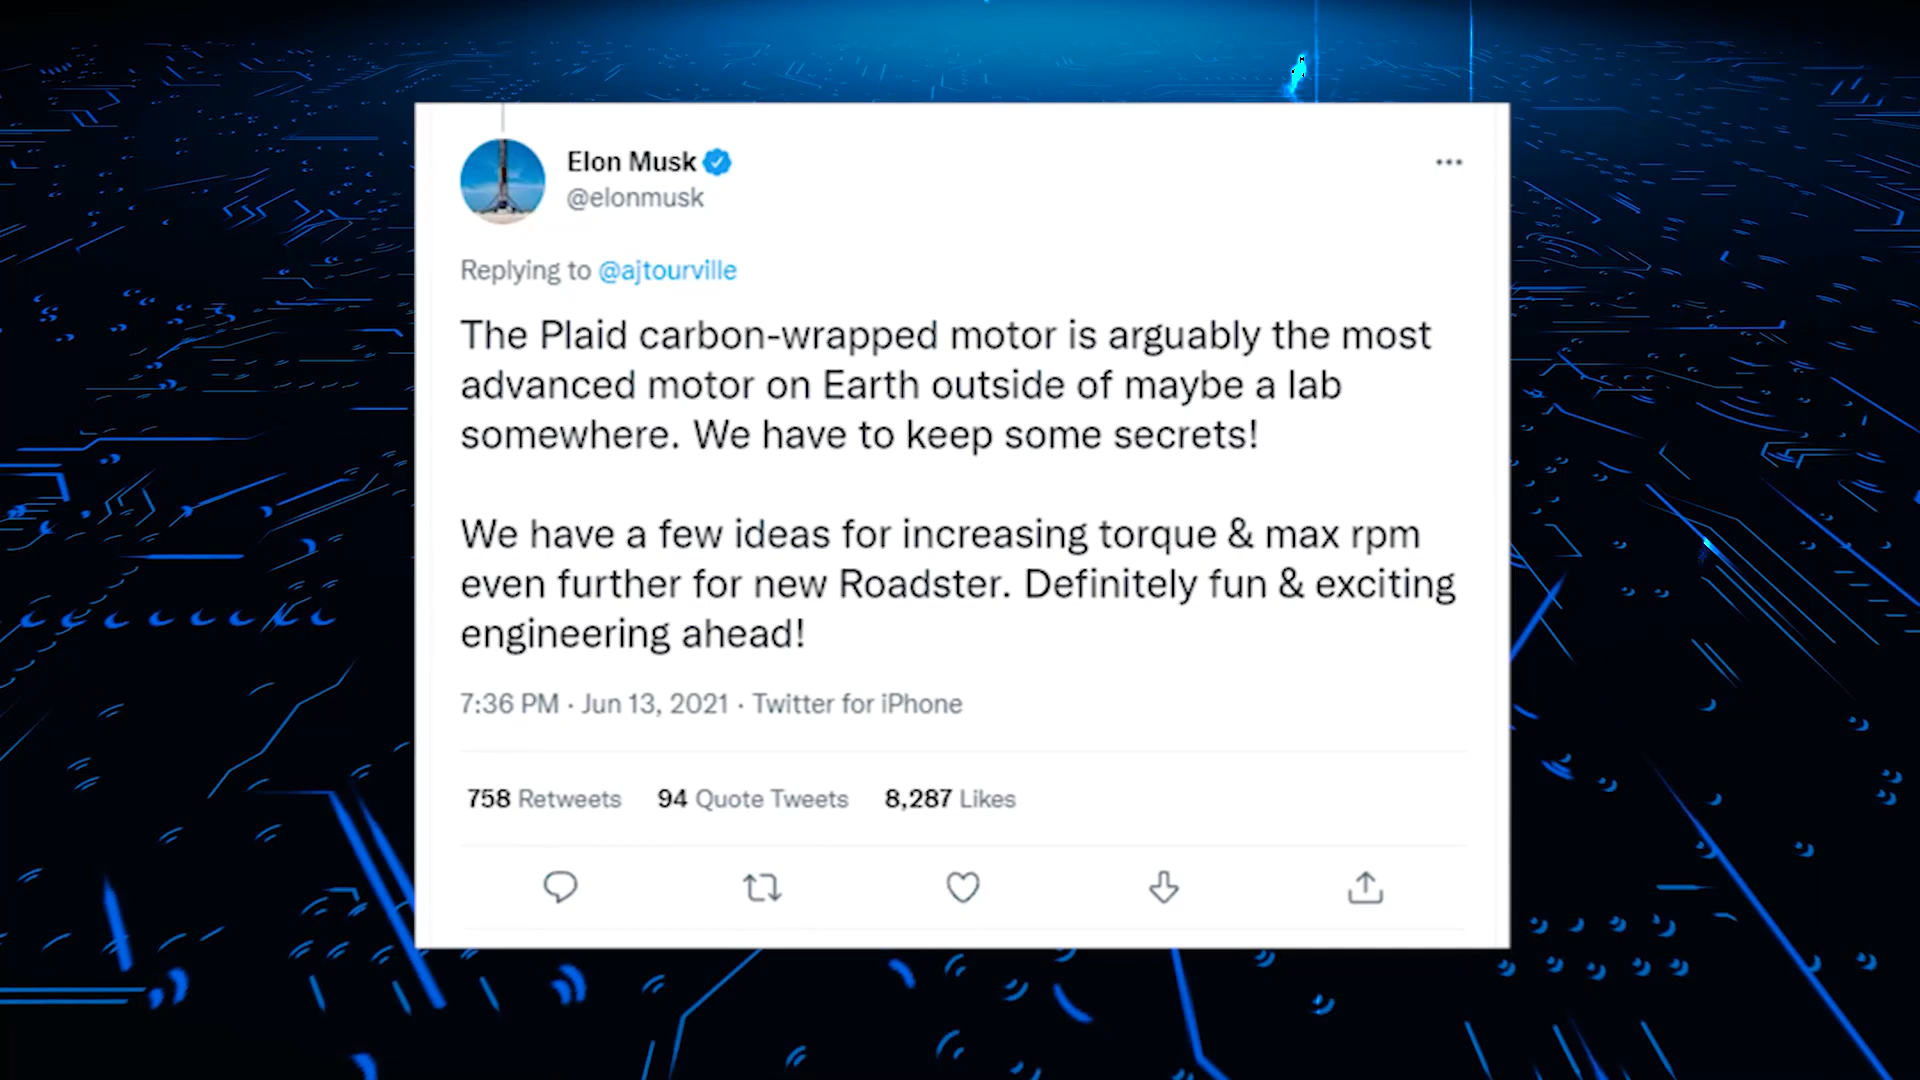 Elon Musk
@elonmusk
Replying to @ajtourville
The Plaid carbon-wrapped motor is arguably the most
advanced motor on Earth outside of maybe a lab
somewhere. We have to keep some secrets!
We have a few ideas for increasing torque & max rpm
even further for new Roadster. Definitely fun & exciting
engineering ahead!
7:36 PM · Jun 13, 2021 · Twitter for iPhone
758 Retweets 94 Quote Tweets 8,287 Likes